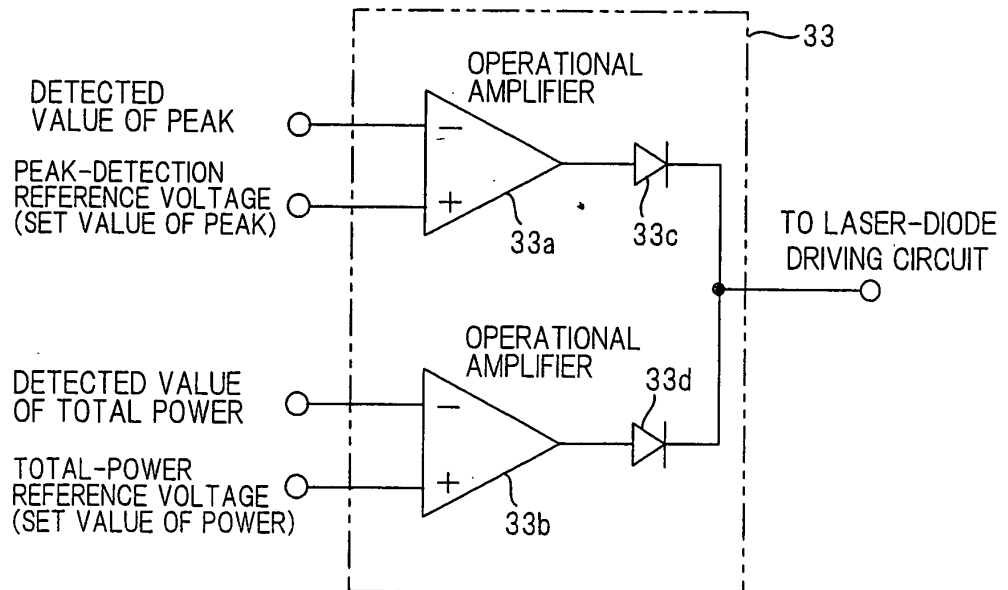 33
OPERATIONAL
AMPLIFIER
DETECTED
VALUE OF PEAK
−
PEAK-DETECTION
REFERENCE VOLTAGE
(SET VALUE OF PEAK)
+
33a
33c
TO LASER-DIODE
DRIVING CIRCUIT
OPERATIONAL
AMPLIFIER
33d
DETECTED VALUE
OF TOTAL POWER
−
TOTAL-POWER
REFERENCE VOLTAGE
(SET VALUE OF POWER)
+
33b